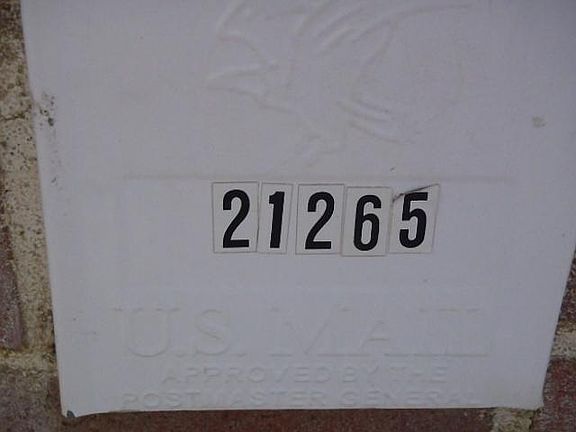 21265
U.S. MAIL
APPROVED BY THE
POSTMASTER GENERAL